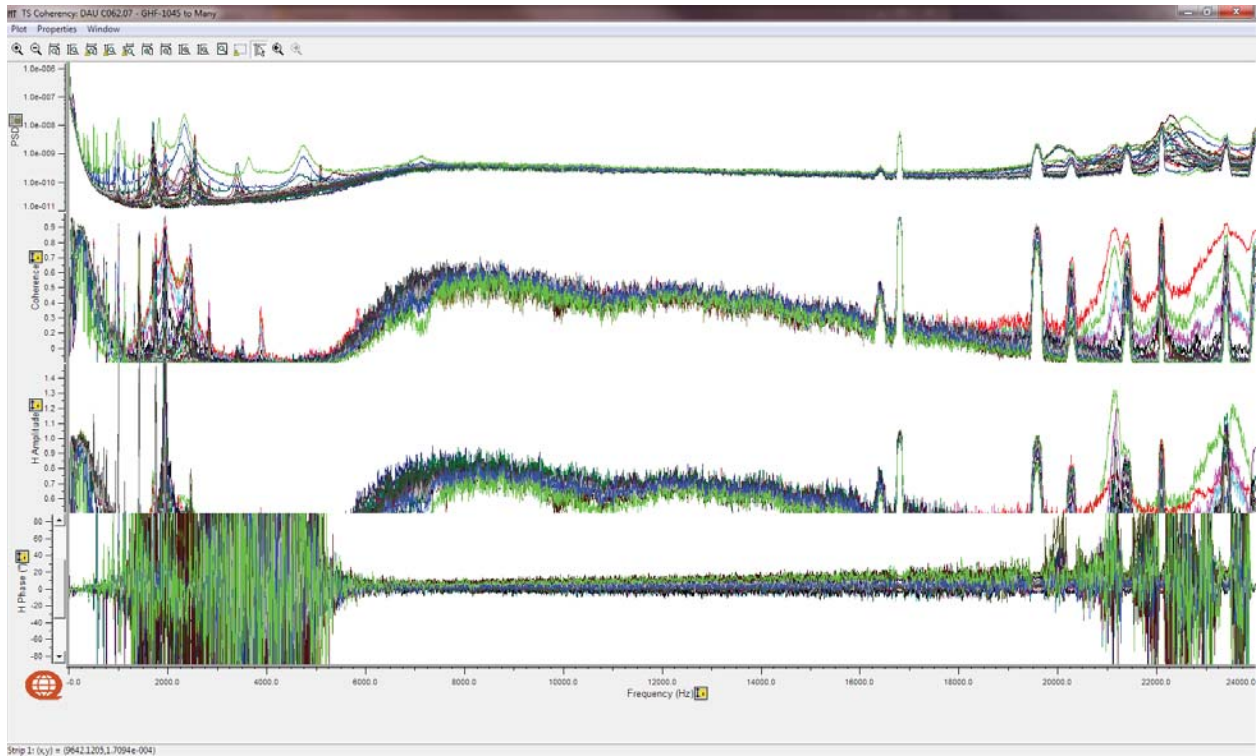 TS Coherency: DAU C062.07 - GHF-1045 to Many
Plot Properties Window
1.0e-006
1.0e-007
1.0e-008
1.0e-009
1.0e-010
1.0e-011
PSD
0.9
0.8
0.7
0.6
0.5
0.4
0.3
0.2
0
Coherence
1.4
1.3
1.2
1.1
1.0
0.9
0.8
0.7
0.6
H Amplitude
80
60
40
20
0
-20
-40
-60
-80
H Phase (°)
-0.0 2000.0 4000.0 6000.0 8000.0 10000.0 12000.0 14000.0 16000.0 18000.0 20000.0 22000.0 24000.0
Frequency (Hz)
Strip 1: (x,y) = (9642.1205,1.7094e-004)